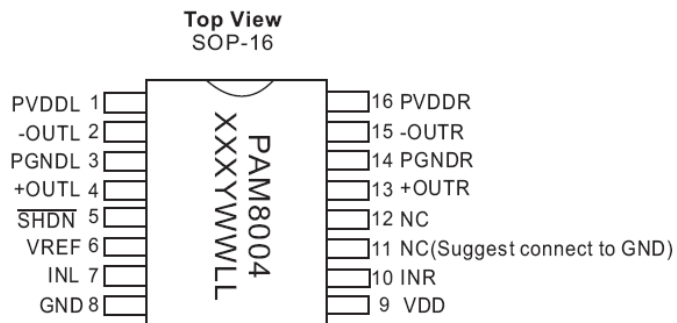 Top View
SOP-16
PVDDL 1
-OUTL 2
PGNDL 3
+OUTL 4
SHDN 5
VREF 6
INL 7
GND 8
PAM8004
XXXYWWLL
16 PVDDR
15 -OUTR
14 PGNDR
13 +OUTR
12 NC
11 NC(Suggest connect to GND)
10 INR
9 VDD